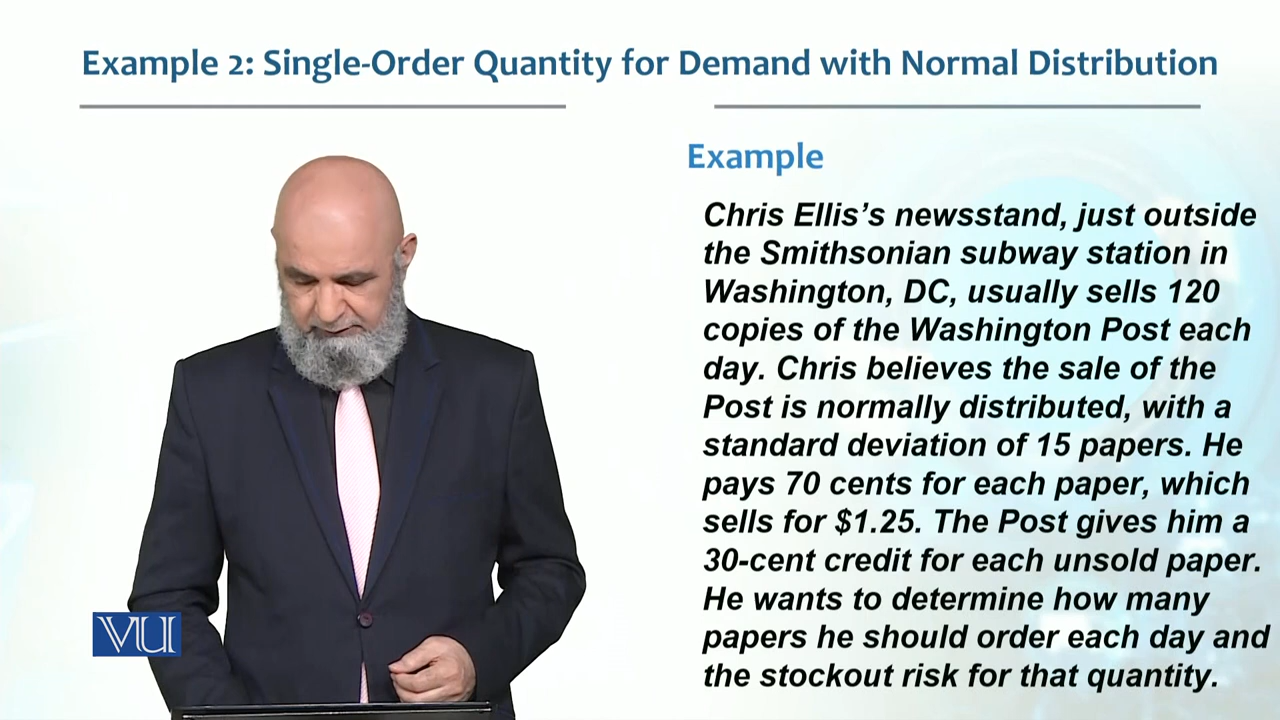 Example 2: Single-Order Quantity for Demand with Normal Distribution
Example
Chris Ellis’s newsstand, just outside
the Smithsonian subway station in
Washington, DC, usually sells 120
copies of the Washington Post each
day. Chris believes the sale of the
Post is normally distributed, with a
standard deviation of 15 papers. He
pays 70 cents for each paper, which
sells for $1.25. The Post gives him a
30-cent credit for each unsold paper.
He wants to determine how many
papers he should order each day and
the stockout risk for that quantity.
VU